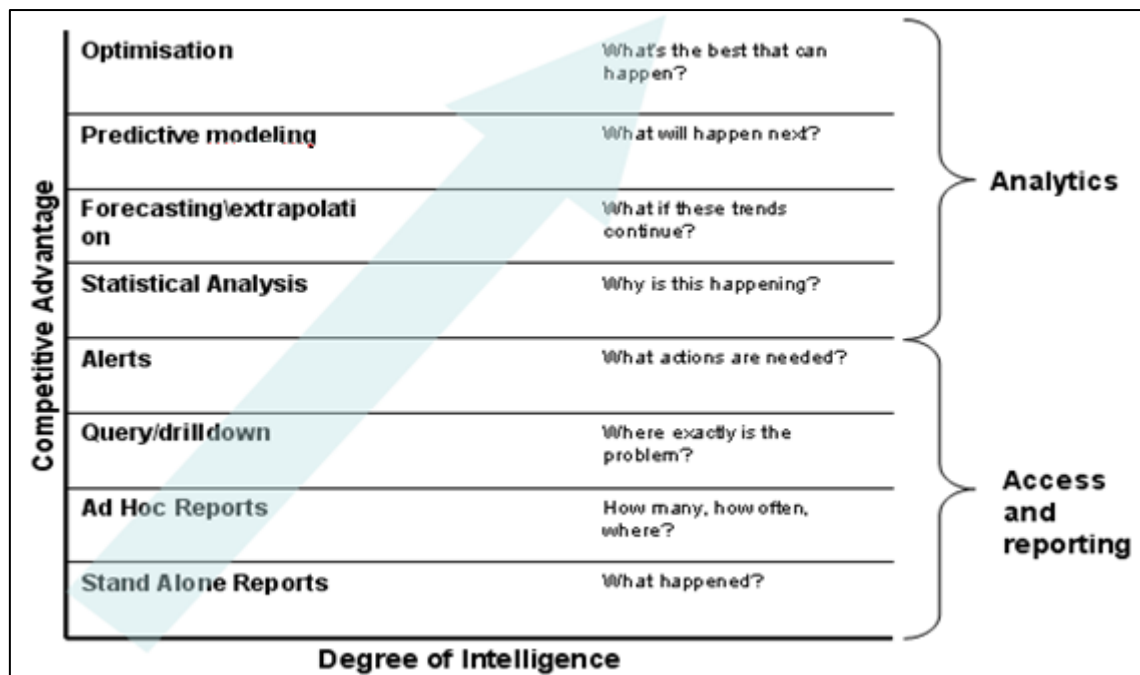 Optimisation
What's the best that can
happen?
Predictive modeling
What will happen next?
Forecasting\extrapolati
on
What if these trends
continue?
Statistical Analysis
Why is this happening?
Alerts
What actions are needed?
Query/drilldown
Where exactly is the
problem?
Ad Hoc Reports
How many, how often,
where?
Stand Alone Reports
What happened?
Competitive Advantage
Degree of Intelligence
Analytics
Access
and
reporting